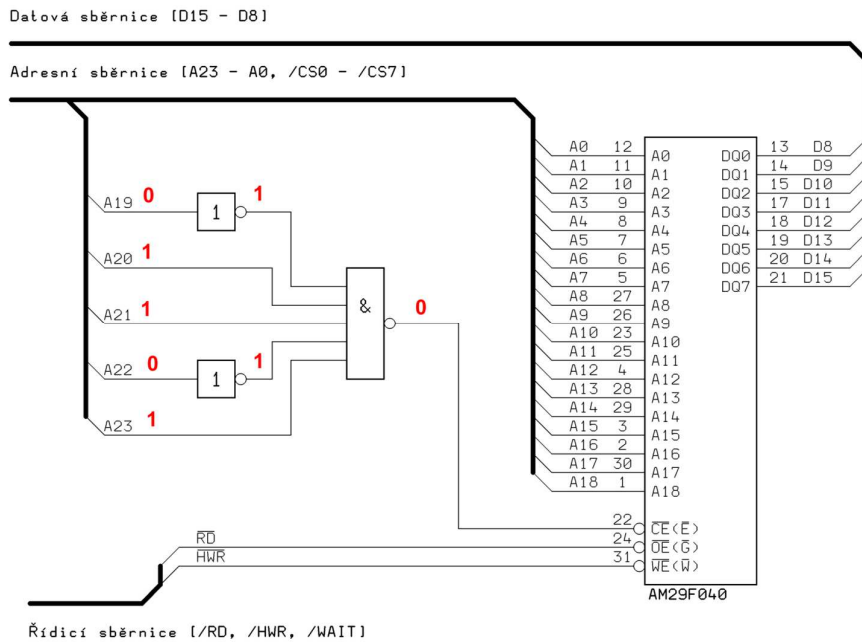 Datová sběrnice [D15 - D8]
Adresní sběrnice [A23 - A0, /CS0 - /CS7]
A0 12 A0 DQ0 13 D8
A1 11 A1 DQ1 14 D9
A2 10 A2 DQ2 15 D10
A3 9 A3 DQ3 17 D11
A4 8 A4 DQ4 18 D12
A5 7 A5 DQ5 19 D13
A6 6 A6 DQ6 20 D14
A7 5 A7 DQ7 21 D15
A8 27 A8
A9 26 A9
A10 23 A10
A11 25 A11
A12 4 A12
A13 28 A13
A14 29 A14
A15 3 A15
A16 2 A16
A17 30 A17
A18 1 A18
A19 0 1 1
A20 1
A21 1 & 0
A22 0 1 1
A23 1
22 C̅E̅(E̅)
R̅D̅ 24 O̅E̅(G̅)
H̅W̅R̅ 31 W̅E̅(W̅)
AM29F040
Řídicí sběrnice [/RD, /HWR, /WAIT]